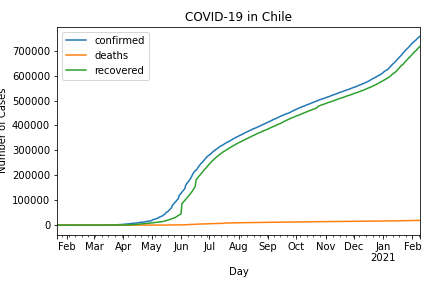 COVID-19 in Chile
confirmed
deaths
recovered
700000
600000
500000
400000
300000
200000
100000
0
Number of Cases
Feb Mar Apr May Jun Jul Aug Sep Oct Nov Dec Jan Feb
2021
Day